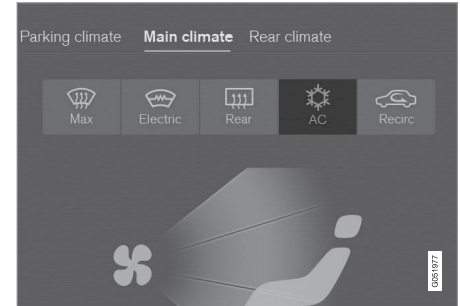 Parking climate Main climate Rear climate
Max Electric Rear AC Recirc
G051977